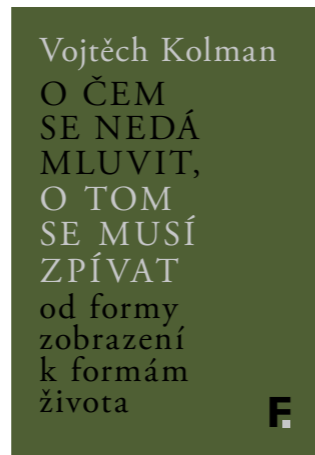 Vojtěch Kolman
O ČEM
SE NEDÁ
MLUVIT,
O TOM
SE MUSÍ
ZPÍVAT
od formy
zobrazení
k formám
života
F.